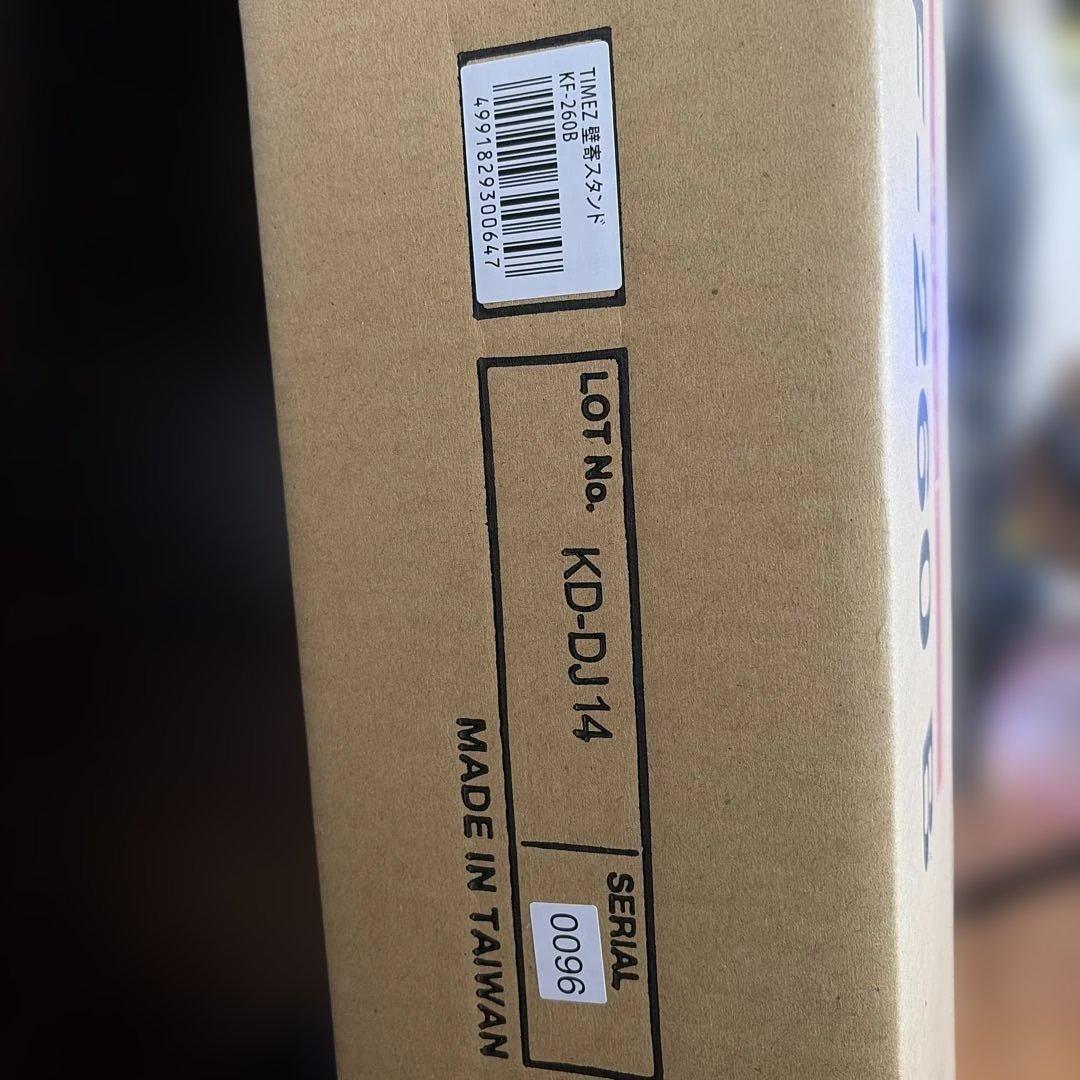 TIMEZ 壁寄スタンド
KF-260B
4991829300647
LOT No. KD-DJ14
SERIAL
0096
MADE IN TAIWAN
F-260B